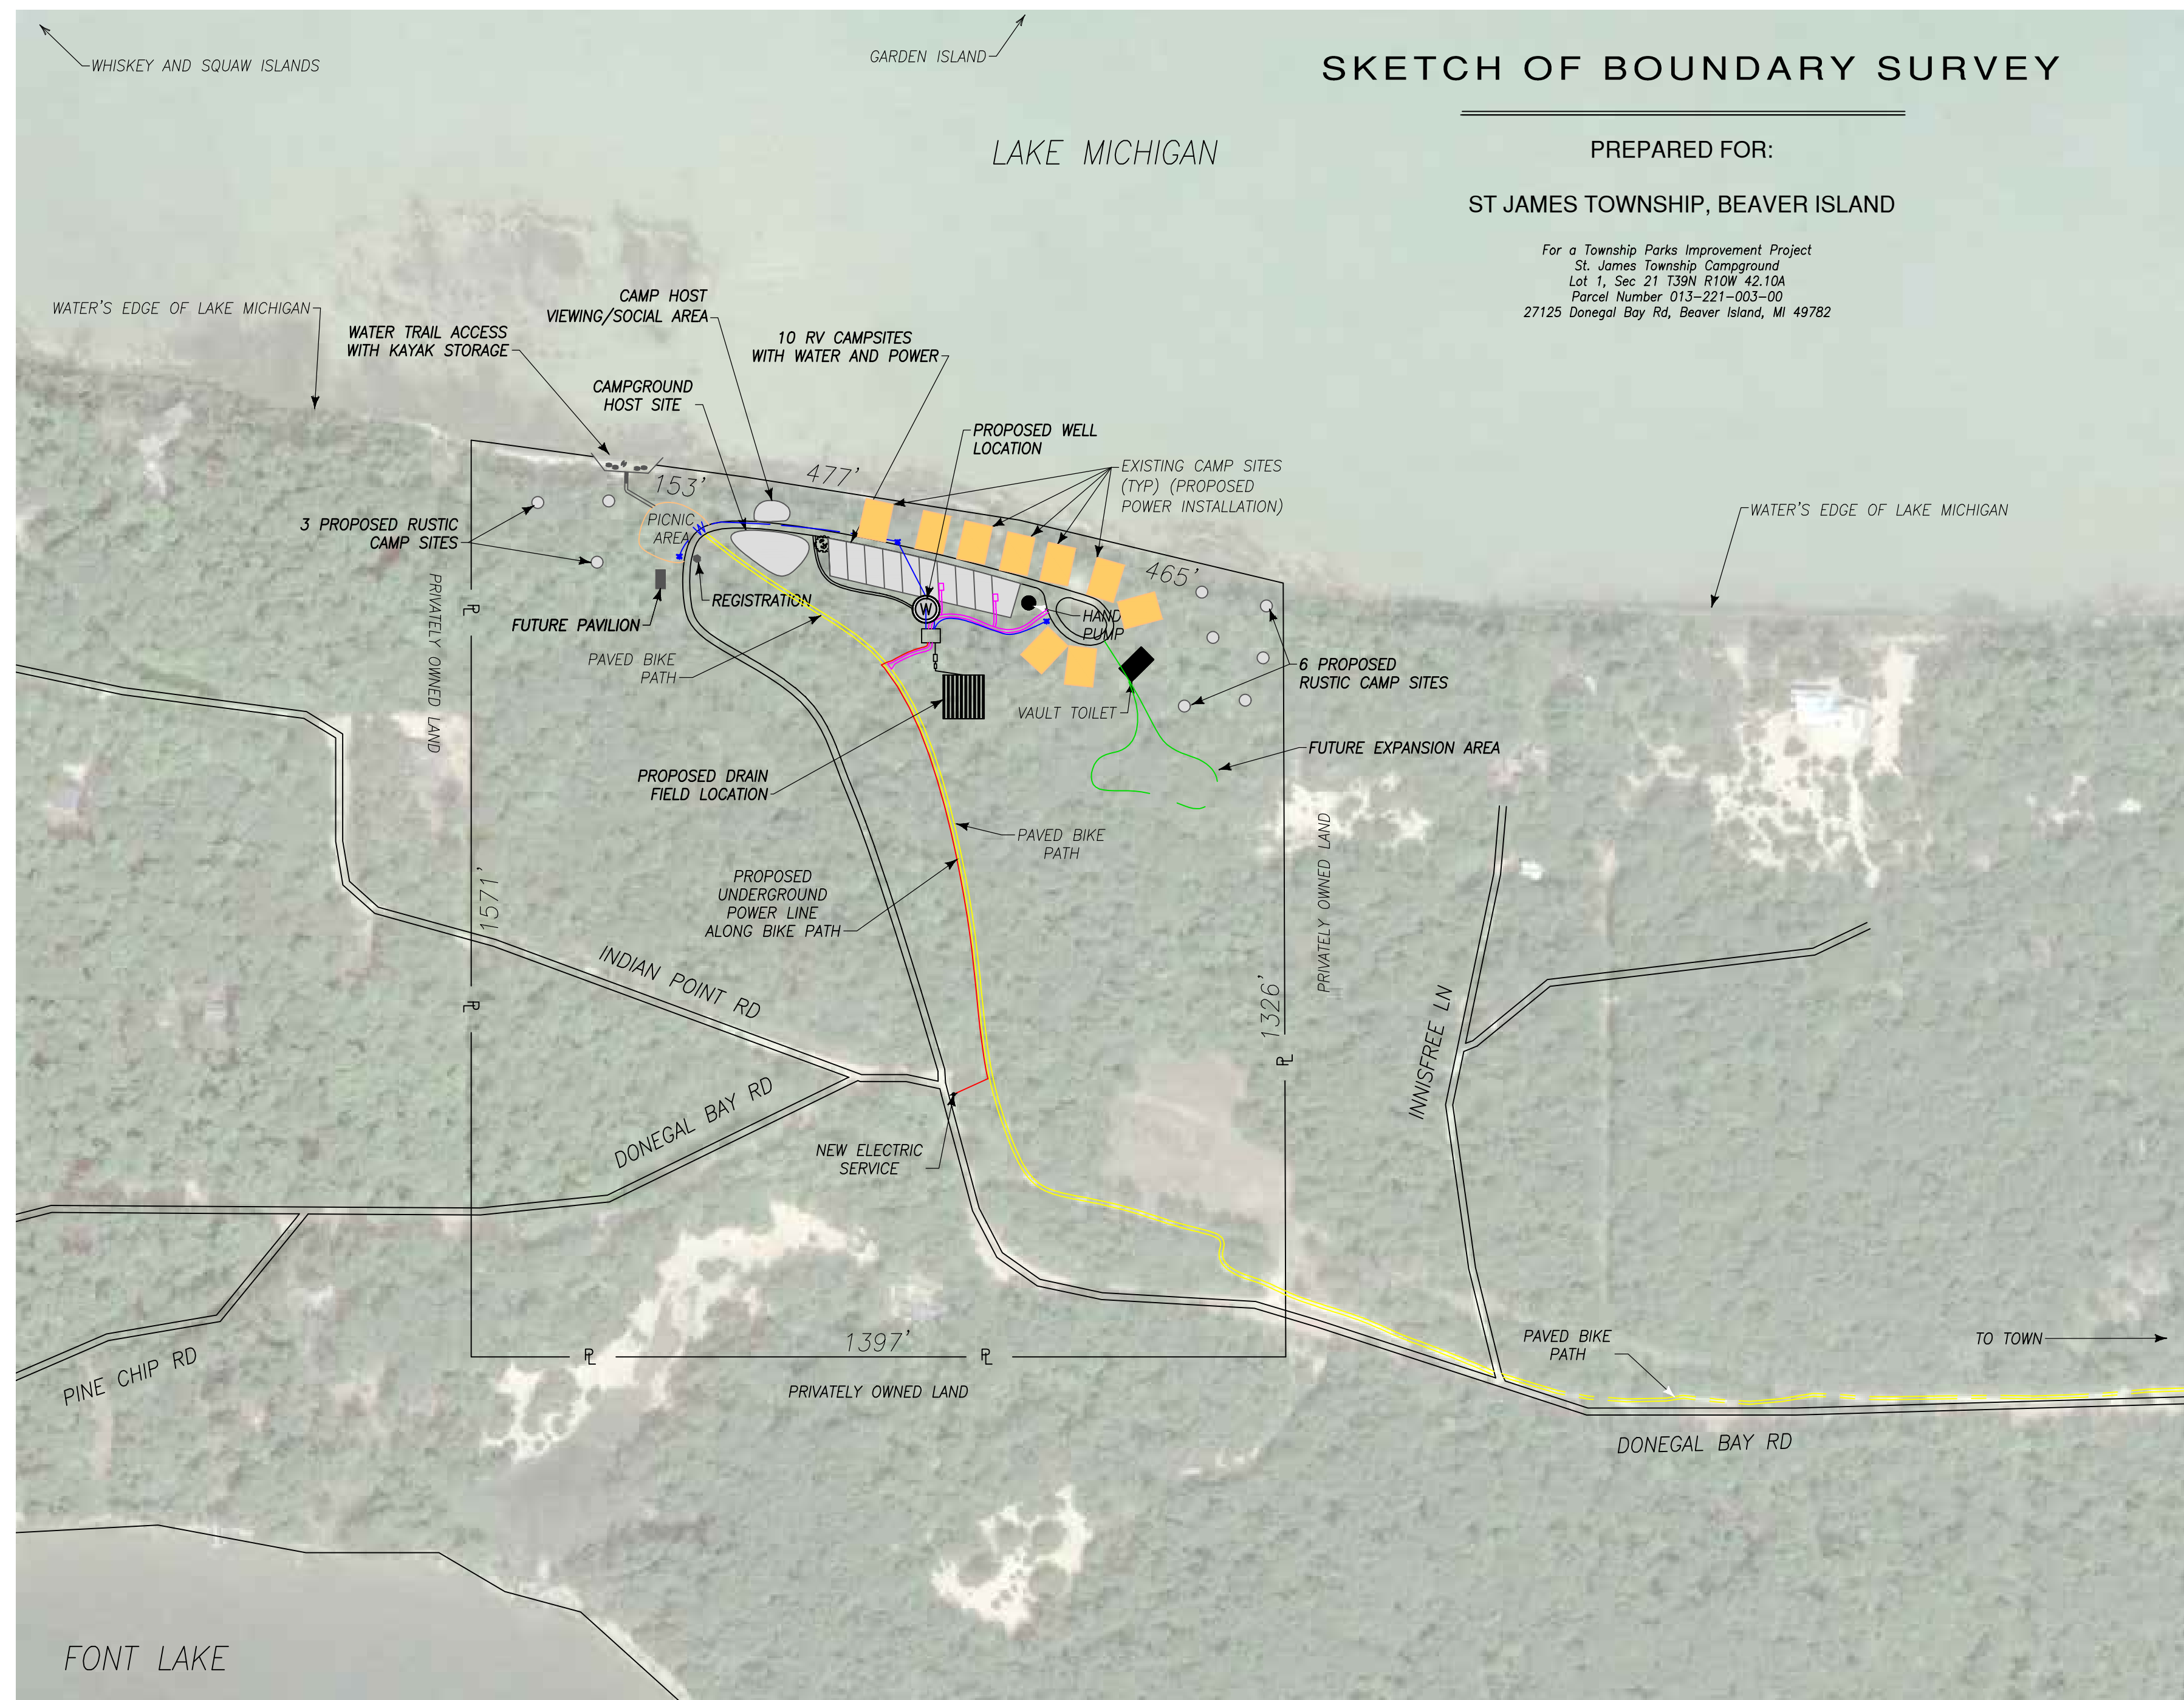 WHISKEY AND SQUAW ISLANDS
GARDEN ISLAND
SKETCH OF BOUNDARY SURVEY
PREPARED FOR:
ST JAMES TOWNSHIP, BEAVER ISLAND
For a Township Parks Improvement Project
St. James Township Campground
Lot 1, Sec 21 T39N R10W 42.10A
Parcel Number 013-221-003-00
27125 Donegal Bay Rd, Beaver Island, MI 49782
LAKE MICHIGAN
WATER'S EDGE OF LAKE MICHIGAN
CAMP HOST
VIEWING/SOCIAL AREA
WATER TRAIL ACCESS
WITH KAYAK STORAGE
10 RV CAMPSITES
WITH WATER AND POWER
CAMPGROUND
HOST SITE
PROPOSED WELL
LOCATION
EXISTING CAMP SITES
(TYP) (PROPOSED
POWER INSTALLATION)
477'
153'
465'
WATER'S EDGE OF LAKE MICHIGAN
3 PROPOSED RUSTIC
CAMP SITES
PICNIC
AREA
REGISTRATION
FUTURE PAVILION
W
HAND
PUMP
PAVED BIKE
PATH
6 PROPOSED
RUSTIC CAMP SITES
VAULT TOILET
FUTURE EXPANSION AREA
PROPOSED DRAIN
FIELD LOCATION
PRIVATELY OWNED LAND
PL
PAVED BIKE
PATH
PROPOSED
UNDERGROUND
POWER LINE
ALONG BIKE PATH
1571'
PRIVATELY OWNED LAND
PL
INDIAN POINT RD
1326'
PL
INNISFREE LN
DONEGAL BAY RD
NEW ELECTRIC
SERVICE
1397'
PL
PL
PRIVATELY OWNED LAND
PINE CHIP RD
PAVED BIKE
PATH
TO TOWN
DONEGAL BAY RD
FONT LAKE